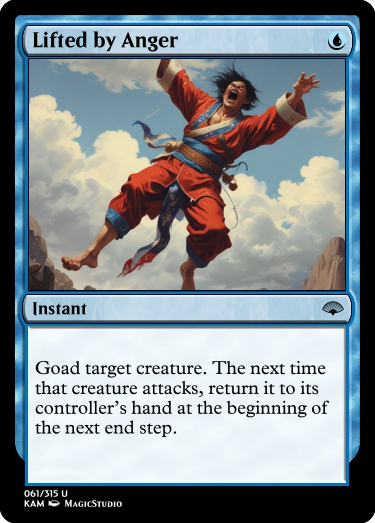 Lifted by Anger
Instant
Goad target creature. The next time
that creature attacks, return it to its
controller's hand at the beginning of
the next end step.
061/315 U
KAM MagicStudio